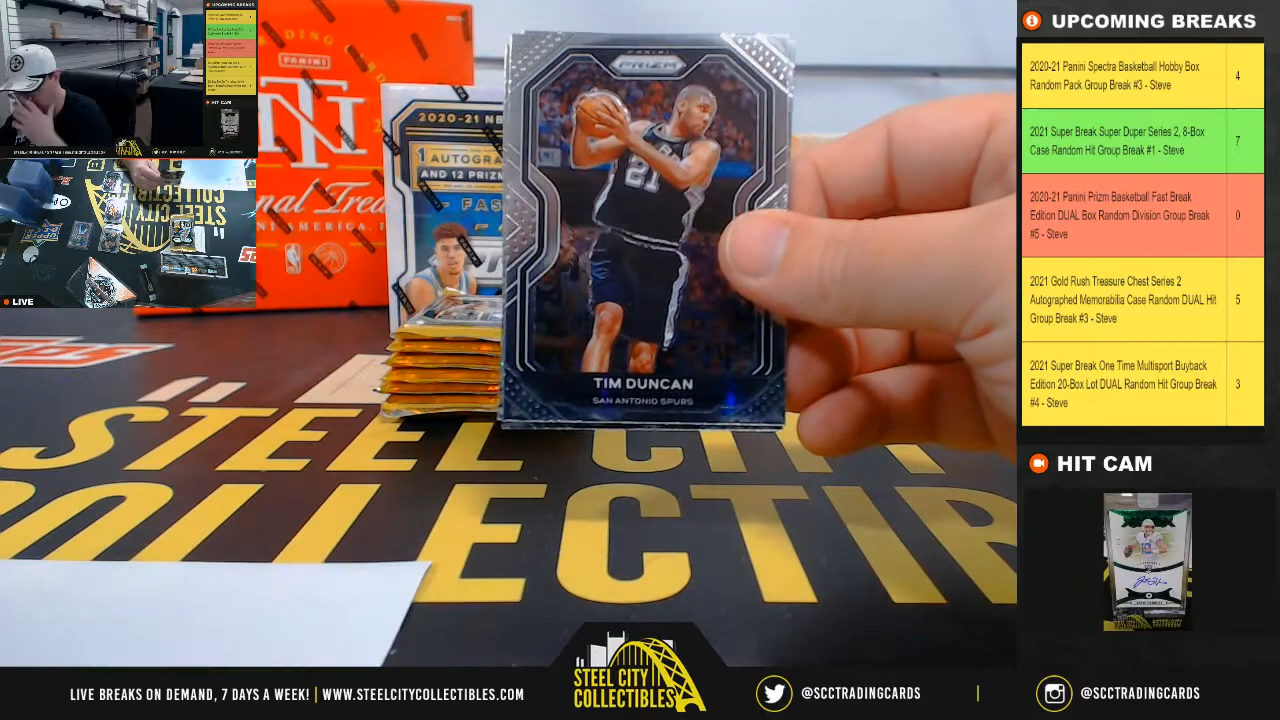 UPCOMING BREAKS
2020-21 Panini Spectra Basketball Hobby Box
Random Pack Group Break #3 - Steve
4
2021 Super Break Super Duper Series 2, 8-Box
Case Random Hit Group Break #1 - Steve
7
2020-21 Panini Prizm Basketball Fast Break
Edition DUAL Box Random Division Group Break
#5 - Steve
0
2021 Gold Rush Treasure Chest Series 2
Autographed Memorabilia Case Random DUAL Hit
Group Break #3 - Steve
5
2021 Super Break One Time Multisport Buyback
Edition 20-Box Lot DUAL Random Hit Group Break
#4 - Steve
3
HIT CAM
LIVE
PANINI
2020-21 NB
1 AUTOGRA
AND 12 PRIZM
FAS
PRIZM
21
TIM DUNCAN
SAN ANTONIO SPURS
STEEL CITY
COLLECTIB
STEEL CITY
COLLECTIBLES
LIVE BREAKS ON DEMAND, 7 DAYS A WEEK! | WWW.STEELCITYCOLLECTIBLES.COM
STEEL CITY
COLLECTIBLES
@SCCTRADINGCARDS
|
@SCCTRADINGCARDS